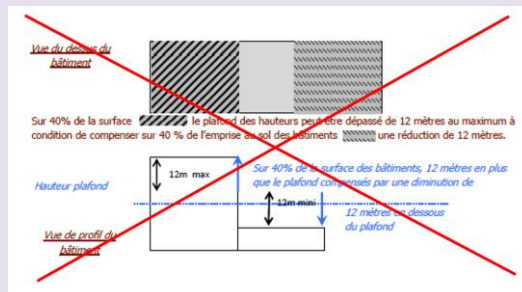 Vue du dessus du
bâtiment
Sur 40% de la surface le plafond des hauteurs peut être dépassé de 12 mètres au maximum à
condition de compenser sur 40 % de l'emprise au sol des bâtiments une réduction de 12 mètres.
12m max
Sur 40% de la surface des bâtiments, 12 mètres en plus
que le plafond compensés par une diminution de
Hauteur plafond
12m mini
12 mètres en dessous
du plafond
Vue de profil du
bâtiment